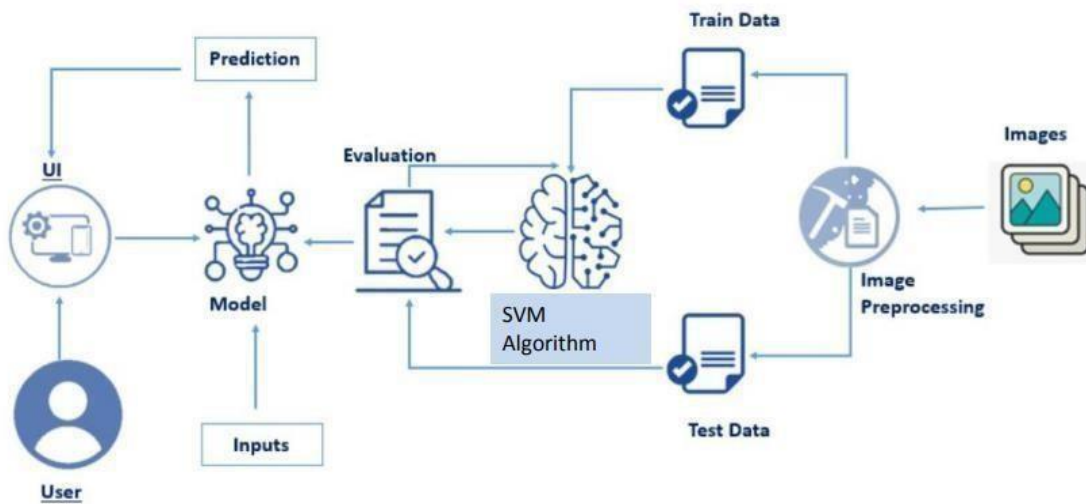 Train Data
Prediction
Images
Evaluation
UI
Image
Preprocessing
Model
SVM
Algorithm
Test Data
Inputs
User